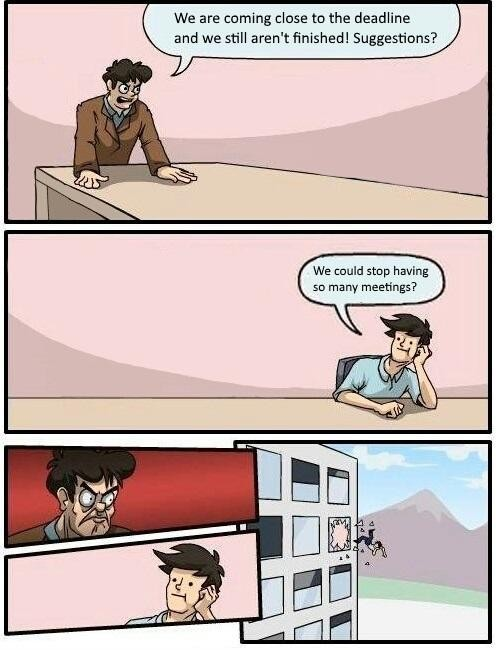 We are coming close to the deadline
and we still aren't finished! Suggestions?
We could stop having
so many meetings?